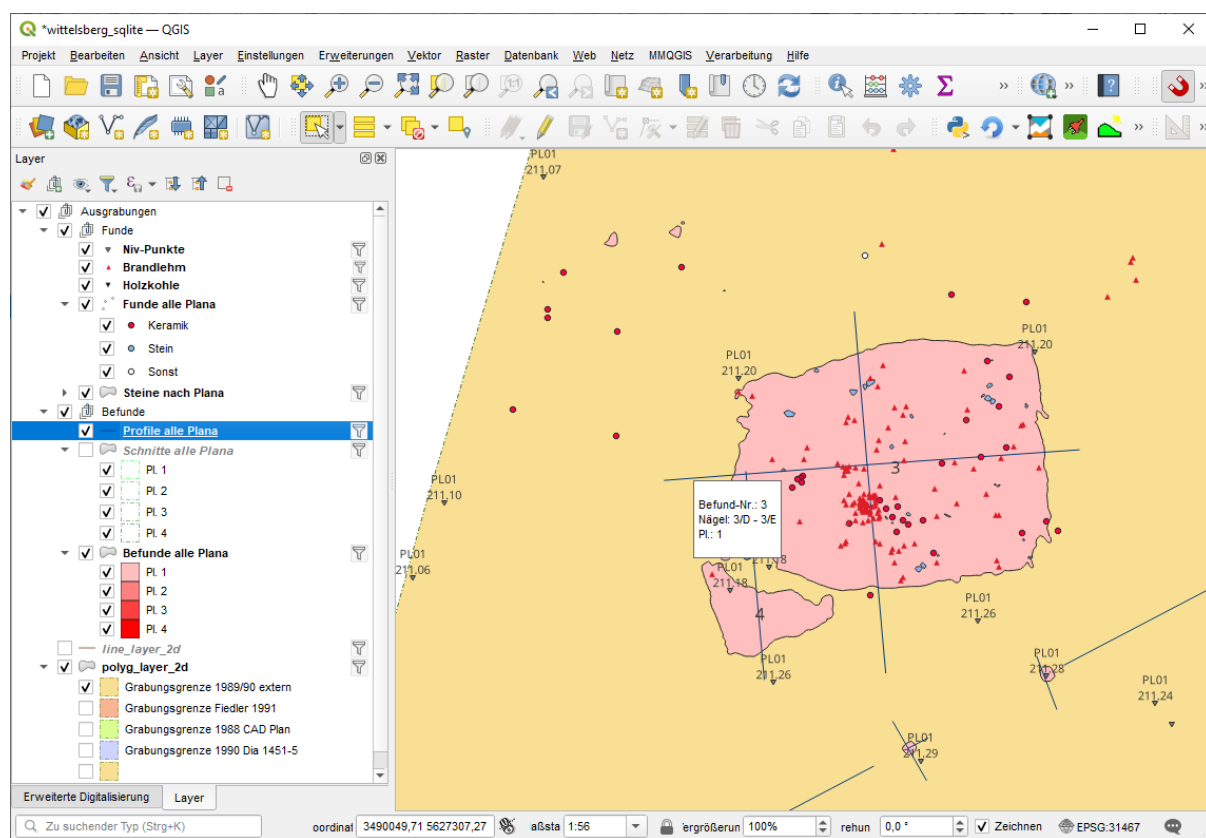 *wittelsberg_sqlite — QGIS
Projekt Bearbeiten Ansicht Layer Einstellungen Erweiterungen Vektor Raster Datenbank Web Netz MMQGIS Verarbeitung Hilfe
Layer
Ausgrabungen
Funde
Niv-Punkte
Brandlehm
Holzkohle
Funde alle Plana
Keramik
Stein
Sonst
Steine nach Plana
Befunde
Profile alle Plana
Schnitte alle Plana
Pl. 1
Pl. 2
Pl. 3
Pl. 4
Befunde alle Plana
Pl. 1
Pl. 2
Pl. 3
Pl. 4
line_layer_2d
polyg_layer_2d
Grabungsgrenze 1989/90 extern
Grabungsgrenze Fiedler 1991
Grabungsgrenze 1988 CAD Plan
Grabungsgrenze 1990 Dia 1451-5
Erweiterte Digitalisierung Layer
PL01
211.07
PL01
211.20
PL01
211.20
3
PL01
211.10
Befund-Nr.: 3
Nägel: 3/D - 3/E
Pl.: 1
PL01
211.06
PL01
211.18
211.18
4
PL01
211.26
PL01
211.26
PL01
211.28
PL01
211.24
PL01
211.29
Zu suchender Typ (Strg+K) oordinat 3490049,71 5627307,27 aßsta 1:56 ergrößerun 100% rehun 0,0 ° Zeichnen EPSG:31467